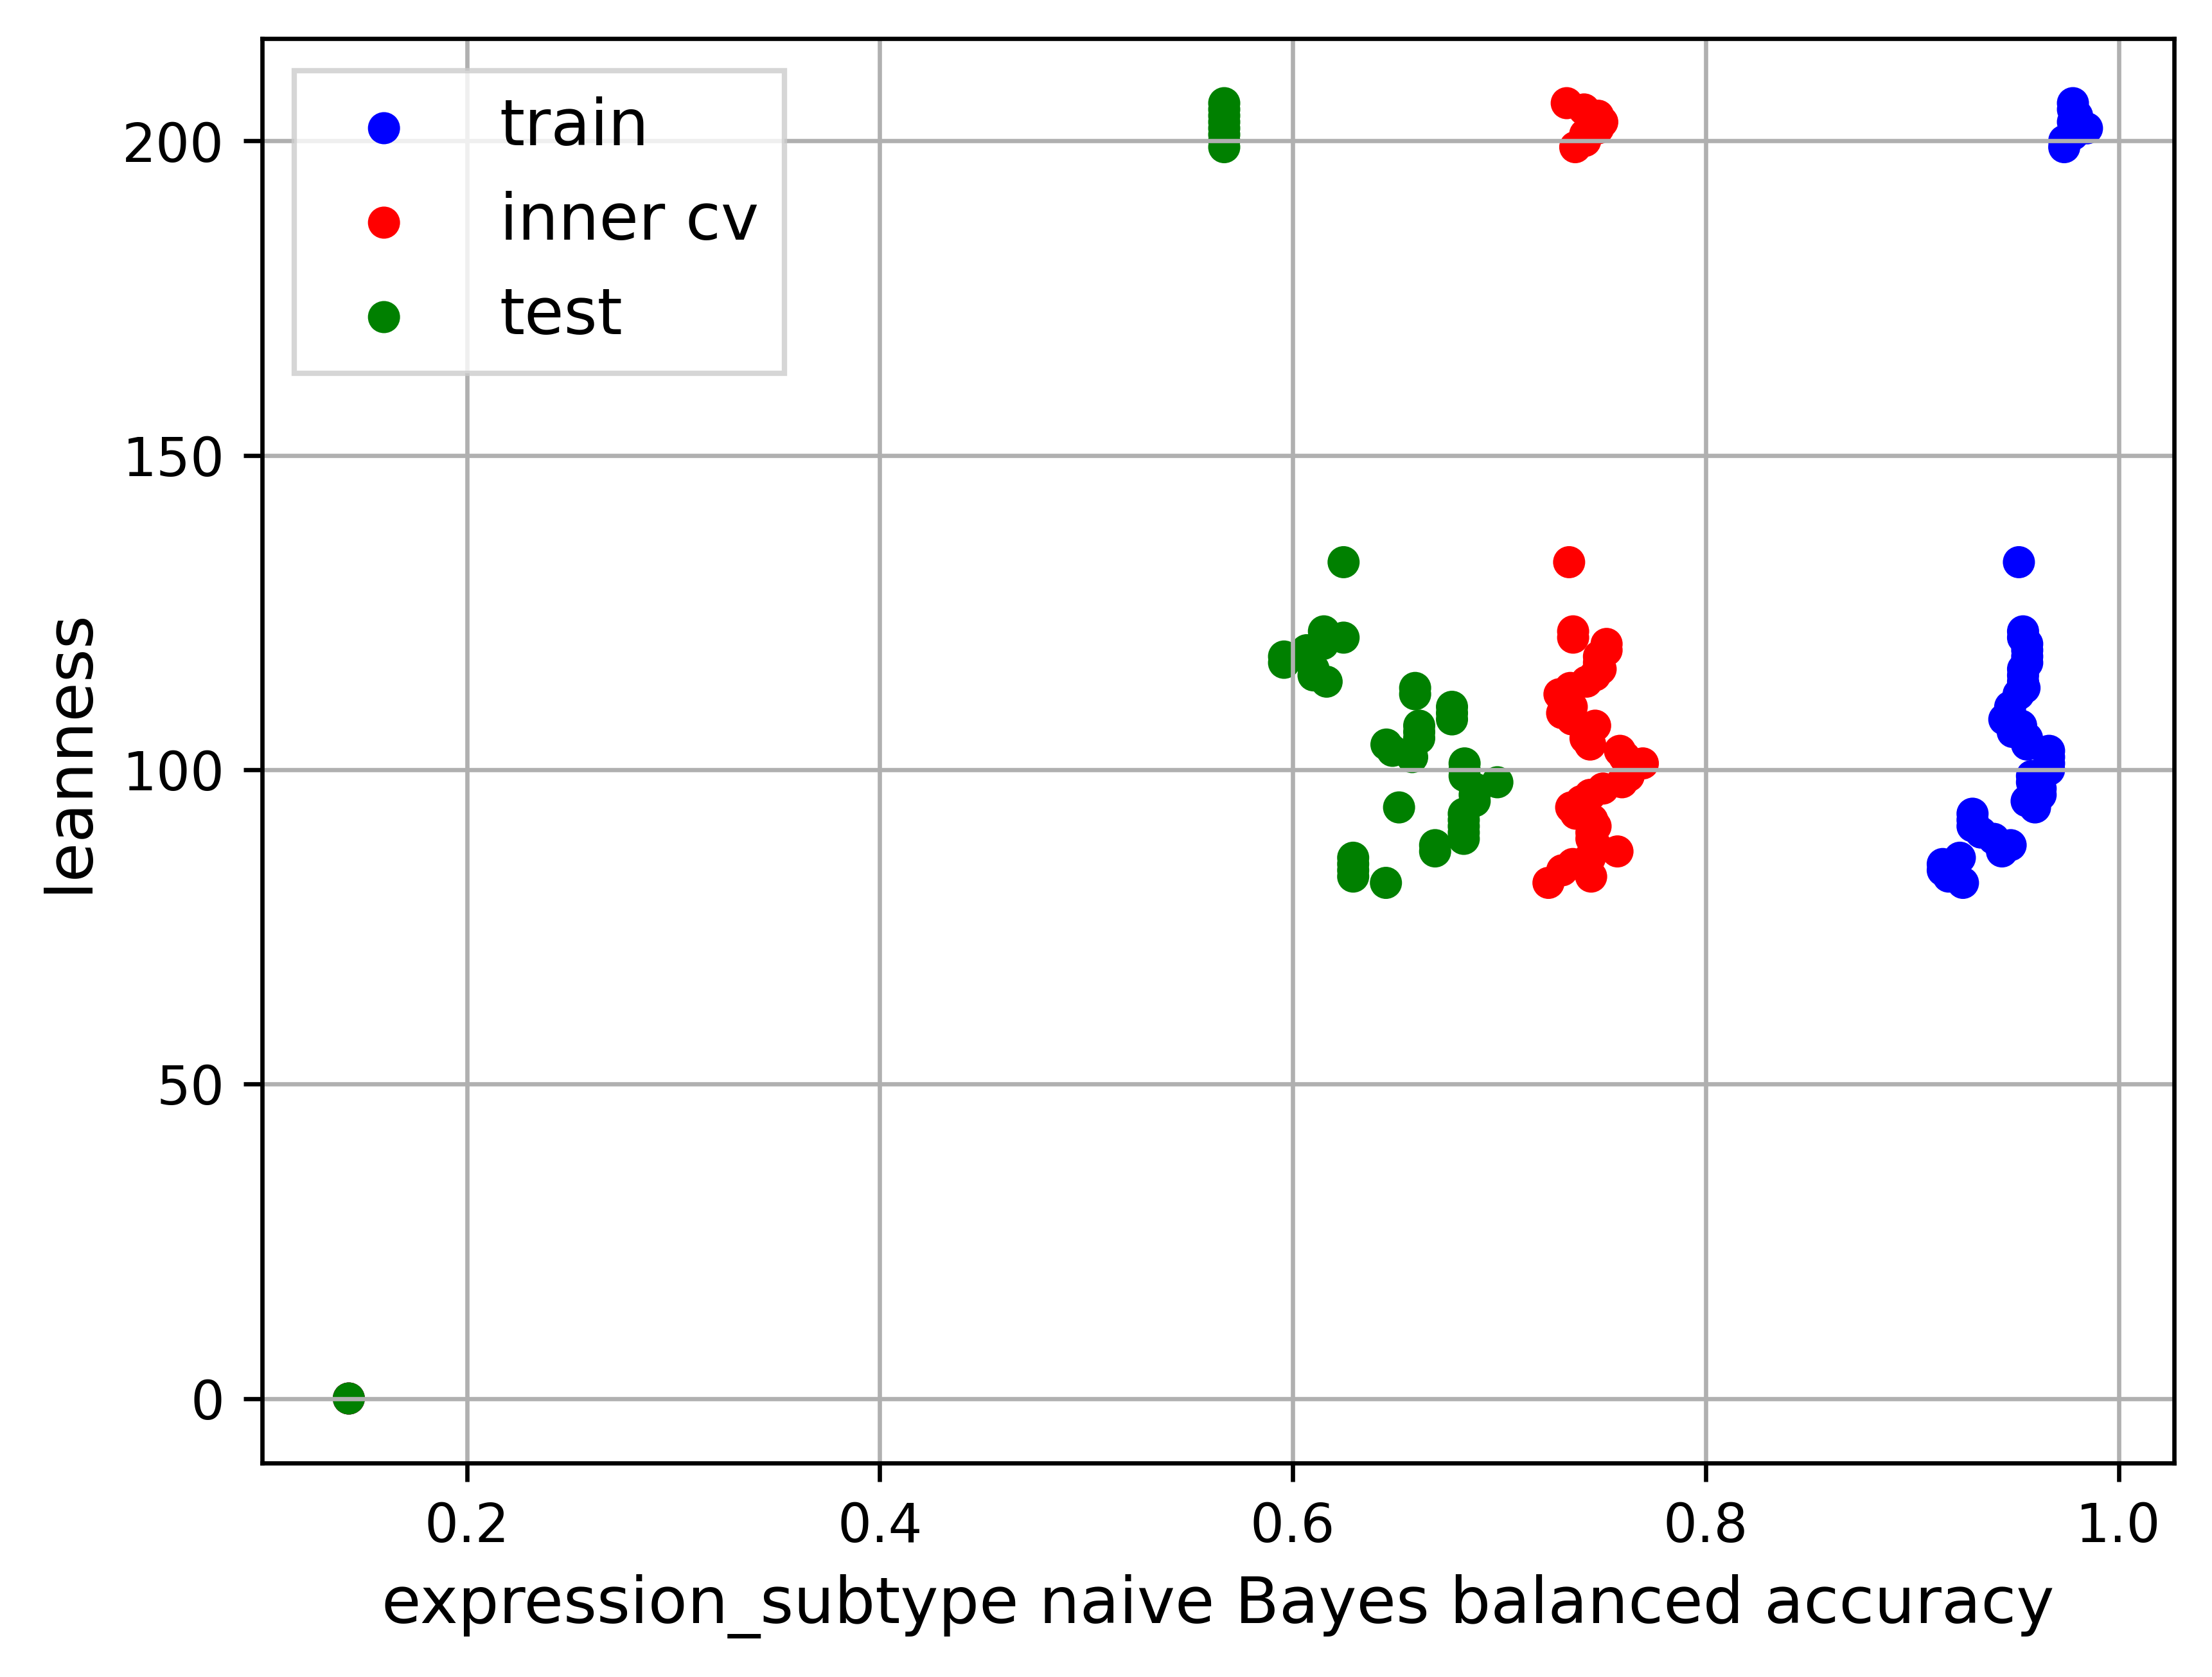 train
inner cv
test
200
150
100
50
0
leanness
0.2 0.4 0.6 0.8 1.0
expression_subtype naive Bayes balanced accuracy